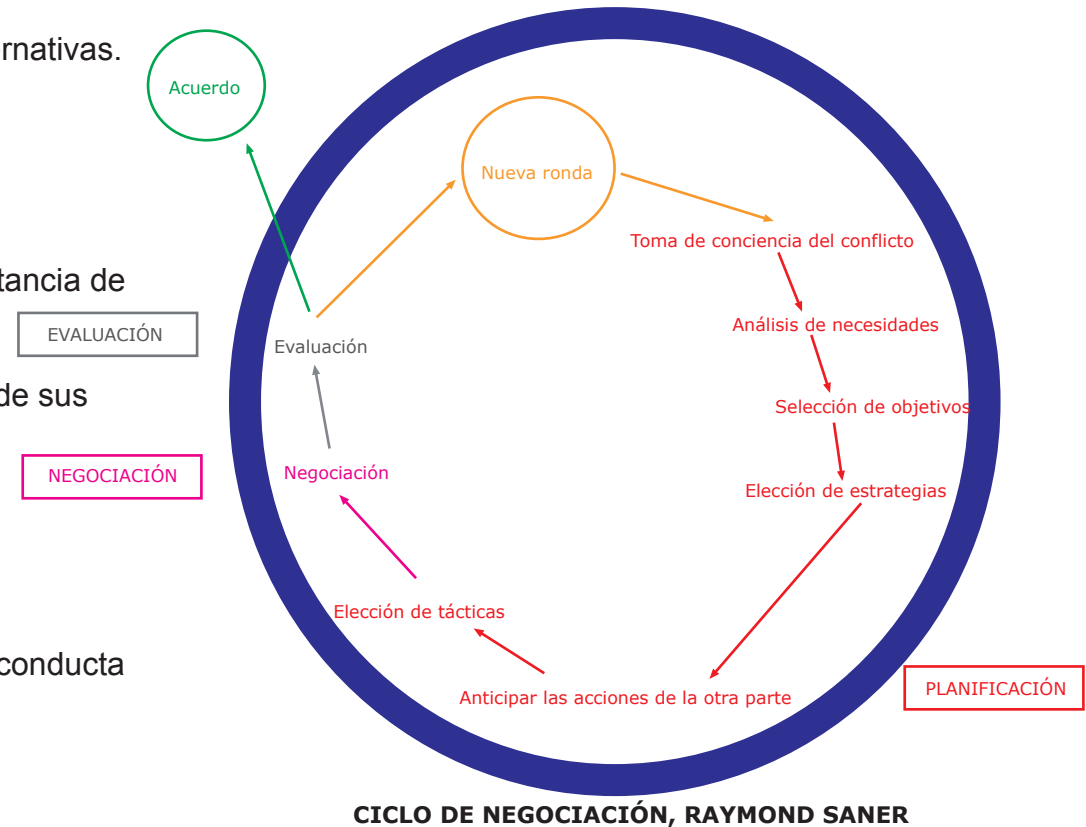 ernativas.
tancia de
de sus
conducta
Acuerdo
Nueva ronda
Toma de conciencia del conflicto
Análisis de necesidades
Selección de objetivos
Elección de estrategias
Anticipar las acciones de la otra parte
Elección de tácticas
Negociación
Evaluación
EVALUACIÓN
NEGOCIACIÓN
PLANIFICACIÓN
CICLO DE NEGOCIACIÓN, RAYMOND SANER